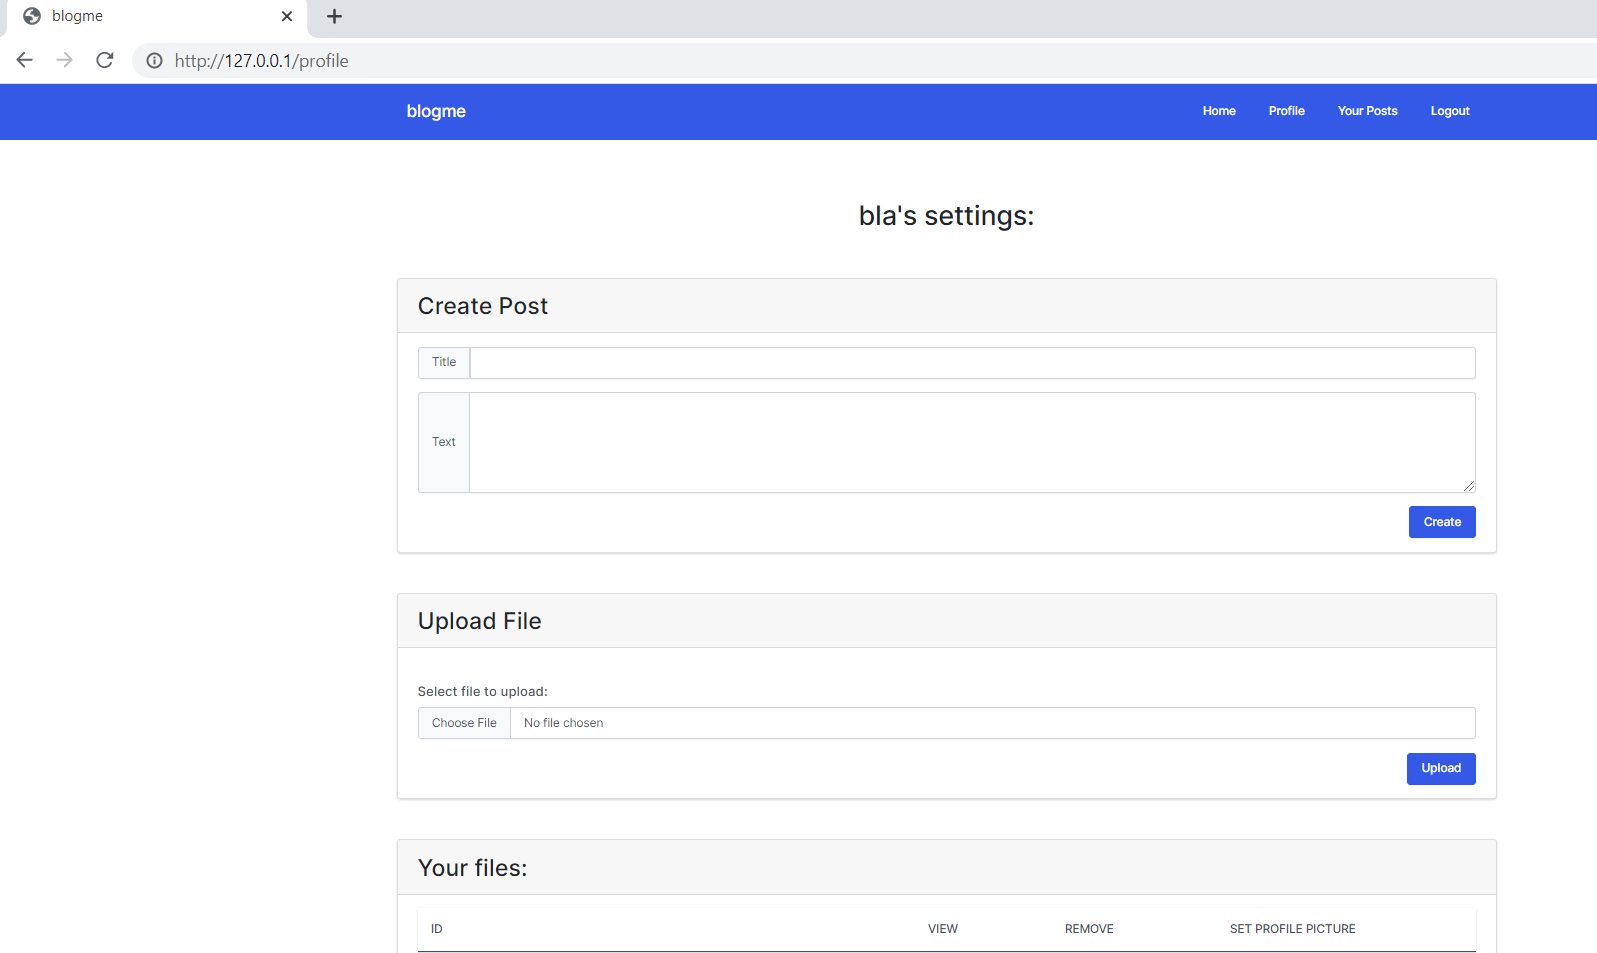 blogme
http://127.0.0.1/profile
blogme Home Profile Your Posts Logout
bla's settings:
Create Post
Title
Text
Create
Upload File
Select file to upload:
Choose File No file chosen
Upload
Your files:
ID VIEW REMOVE SET PROFILE PICTURE